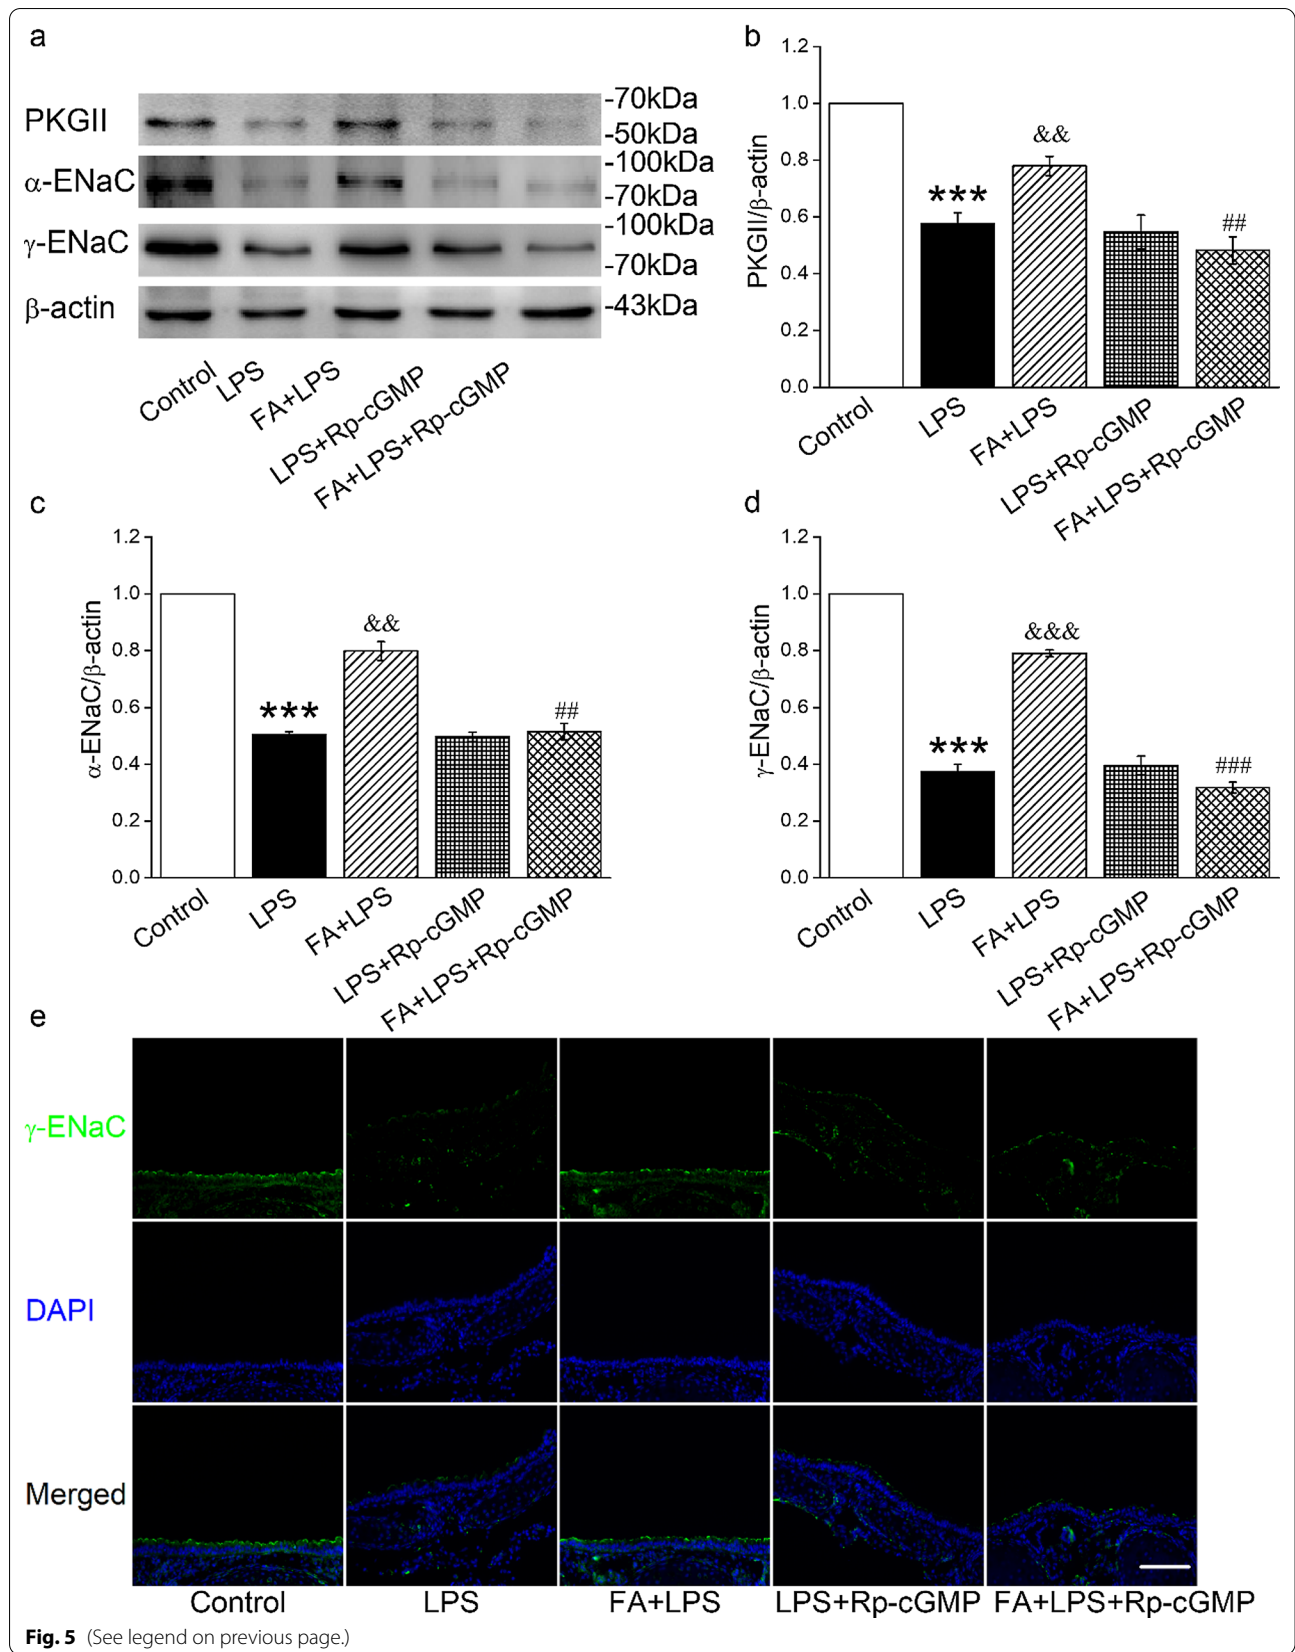 a
PKGII
-70kDa
-50kDa
α-ENaC
-100kDa
-70kDa
γ-ENaC
-100kDa
-70kDa
β-actin
-43kDa
Control
LPS
FA+LPS
LPS+Rp-cGMP
FA+LPS+Rp-cGMP
b
PKGII/β-actin
1.2
1.0
0.8
0.6
0.4
0.2
0.0
***
&&
##
Control
LPS
FA+LPS
LPS+Rp-cGMP
FA+LPS+Rp-cGMP
c
α-ENaC/β-actin
1.2
1.0
0.8
0.6
0.4
0.2
0.0
***
&&
##
Control
LPS
FA+LPS
LPS+Rp-cGMP
FA+LPS+Rp-cGMP
d
γ-ENaC/β-actin
1.2
1.0
0.8
0.6
0.4
0.2
0.0
***
&&&
###
Control
LPS
FA+LPS
LPS+Rp-cGMP
FA+LPS+Rp-cGMP
e
γ-ENaC
DAPI
Merged
Control LPS FA+LPS LPS+Rp-cGMP FA+LPS+Rp-cGMP
Fig. 5 (See legend on previous page.)